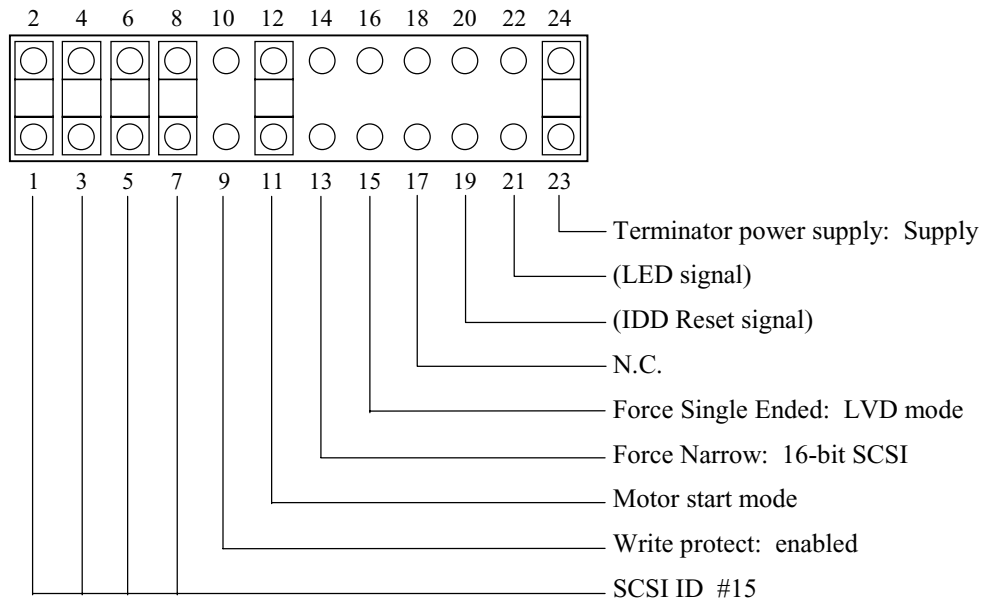 2 4 6 8 10 12 14 16 18 20 22 24
1 3 5 7 9 11 13 15 17 19 21 23
Terminator power supply: Supply
(LED signal)
(IDD Reset signal)
N.C.
Force Single Ended: LVD mode
Force Narrow: 16-bit SCSI
Motor start mode
Write protect: enabled
SCSI ID #15